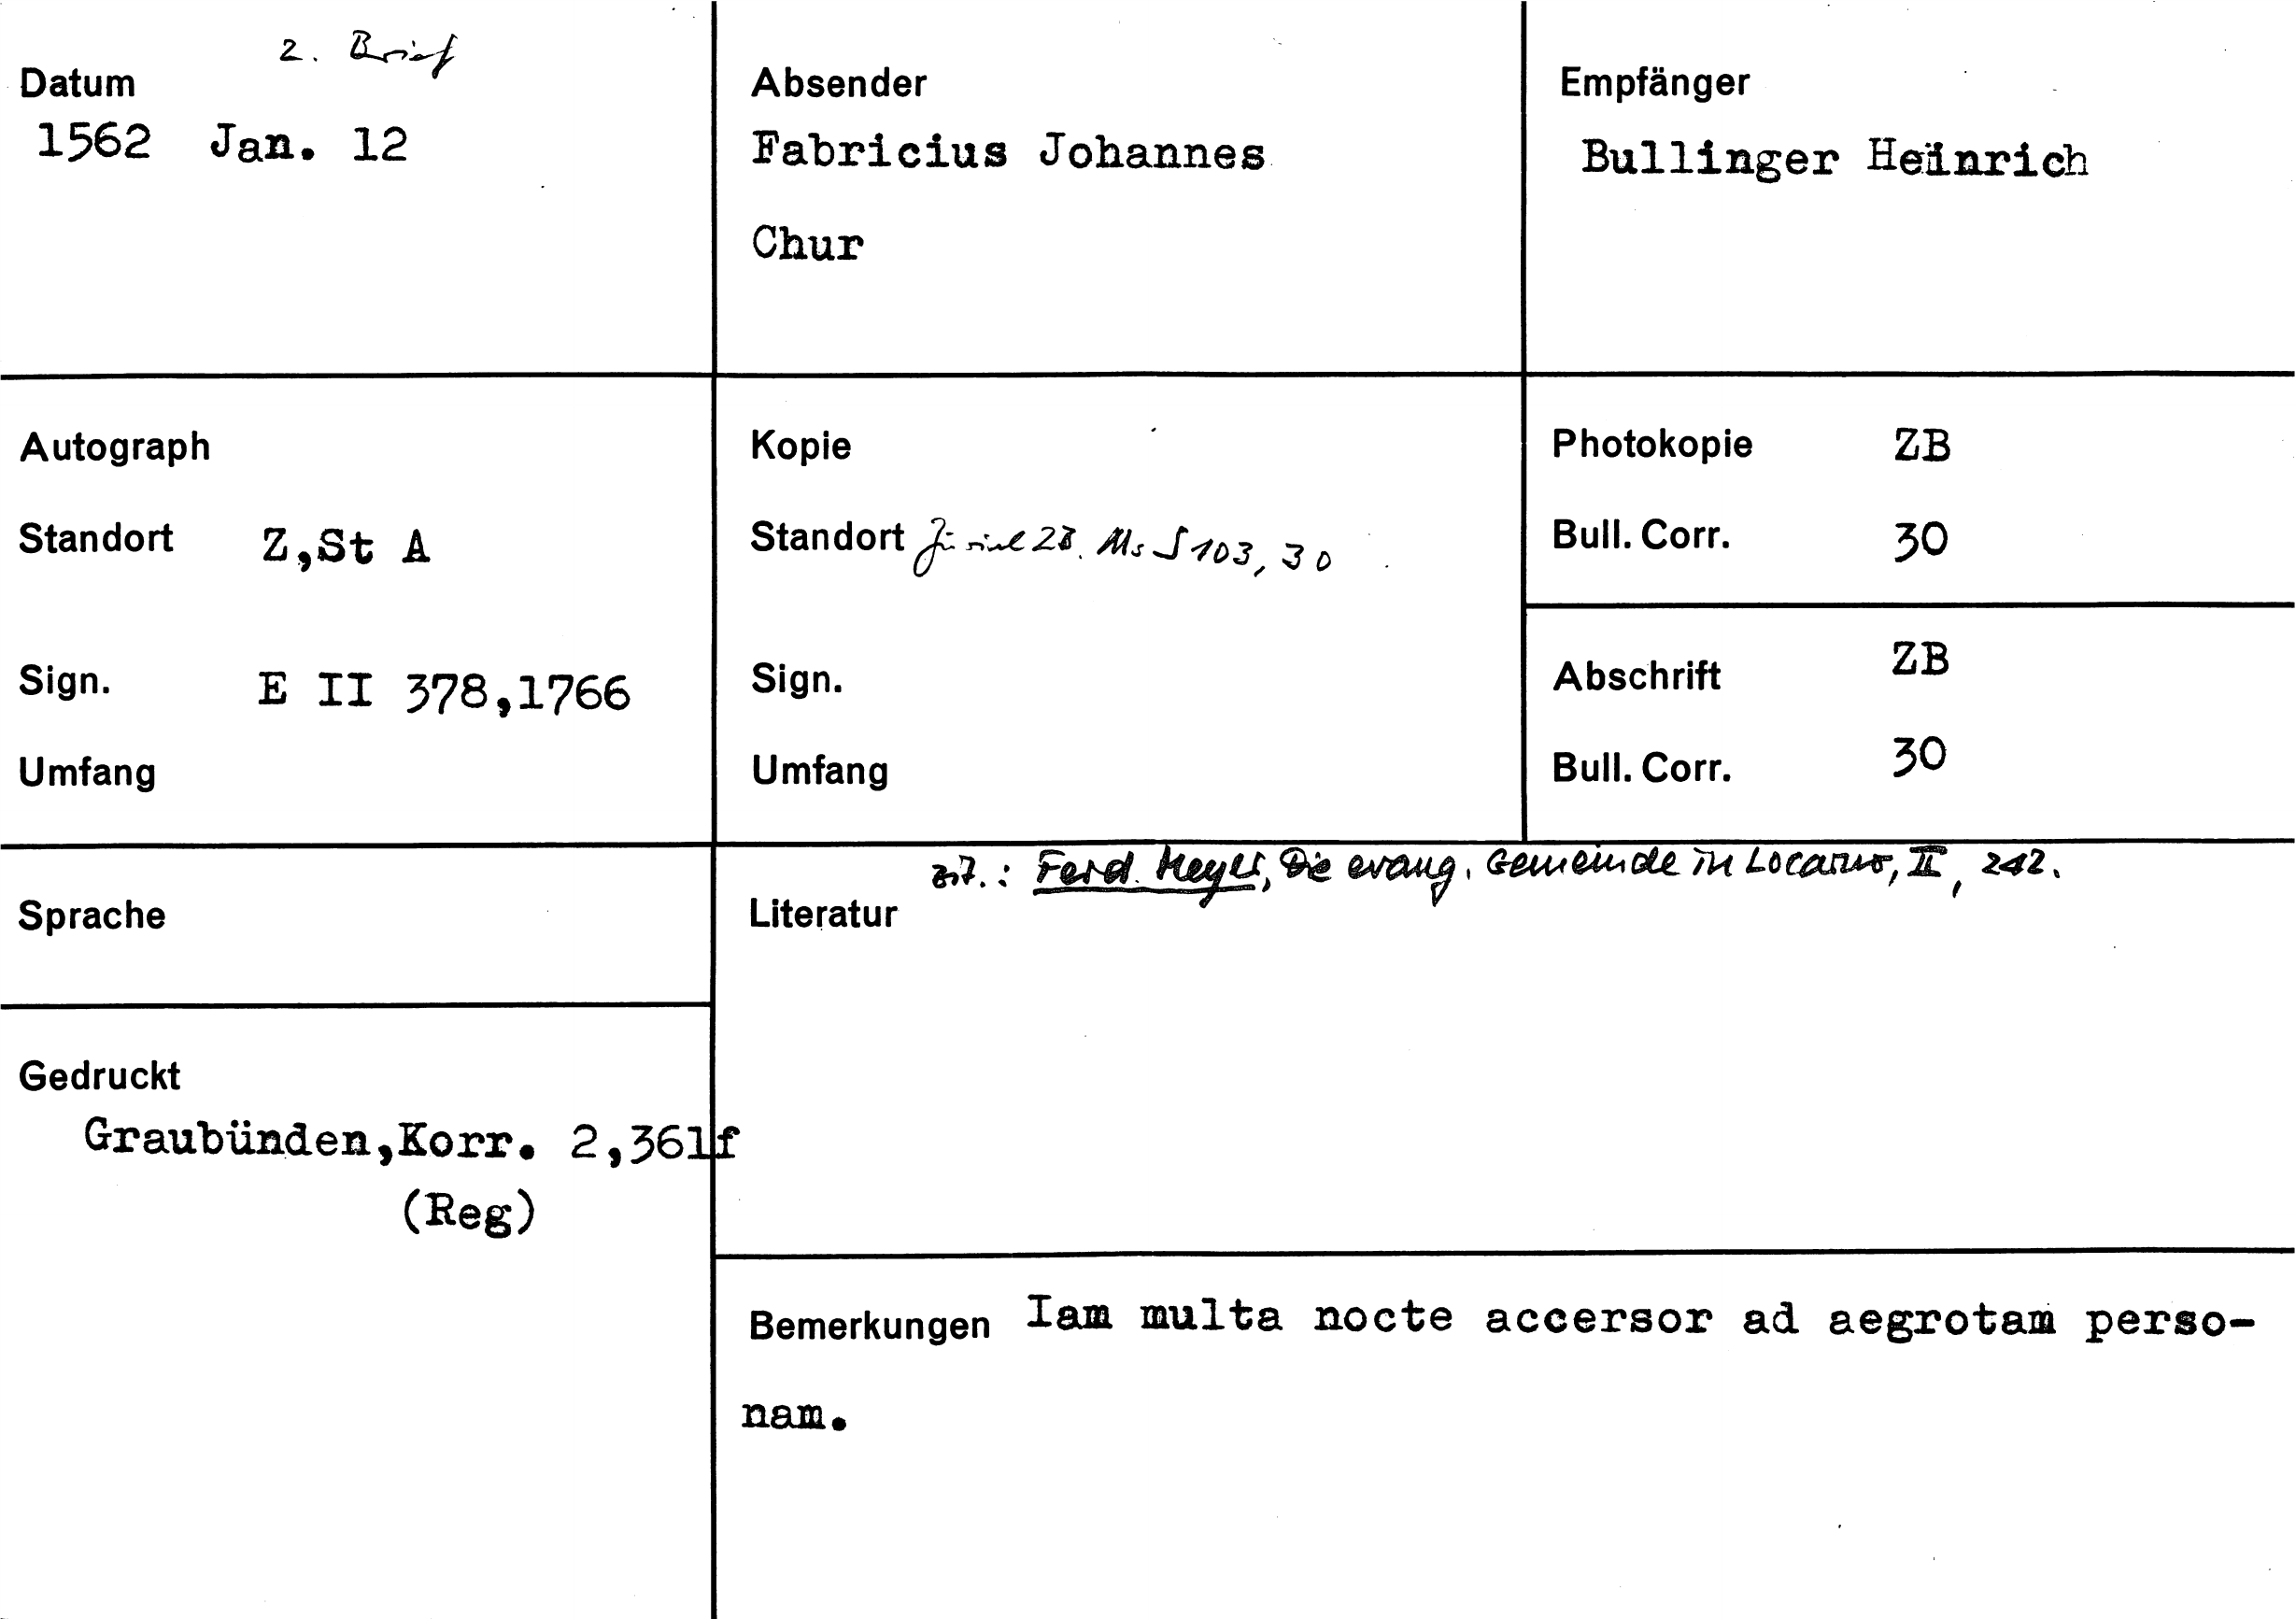 2. Brief
Datum
1562 Jan. 12
Absender
Fabricius Johannes
Chur
Empfänger
Bullinger Heinrich
Autograph
Standort Z,St A
Sign. E II 378,1766
Umfang
Kopie
Standort Zürich ZB. Ms S 103, 30
Sign.
Umfang
Photokopie ZB
Bull. Corr. 30
Abschrift ZB
Bull. Corr. 30
Sprache
Gedruckt
Graubünden,Korr. 2,361f
(Reg)
zit.: Ferd. Meyer, Die evang. Gemeinde in Locarno, II, 242.
Literatur
Bemerkungen Iam multa nocte accersor ad aegrotam perso-
nam.